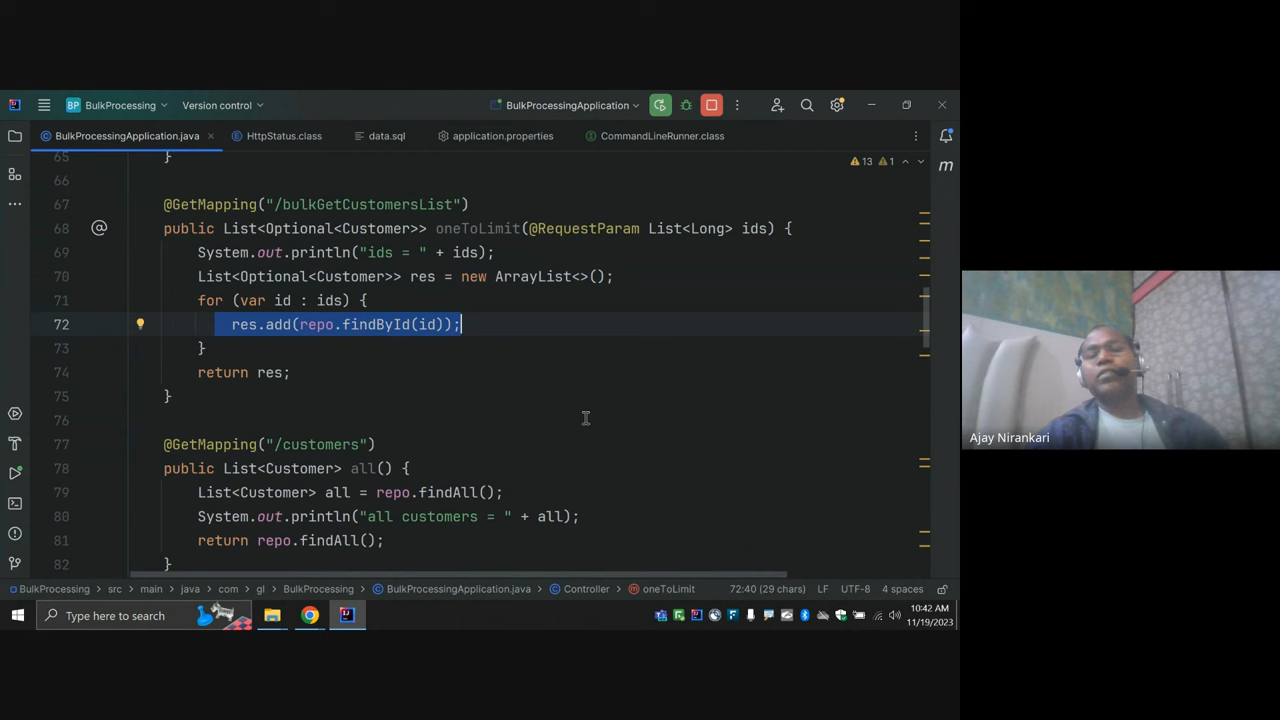 BP BulkProcessing Version control BulkProcessingApplication
BulkProcessingApplication.java HttpStatus.class data.sql application.properties CommandLineRunner.class
65 }
13 1
66
67 @GetMapping("/bulkGetCustomersList")
68 public List<Optional<Customer>> oneToLimit(@RequestParam List<Long> ids) {
69 System.out.println("ids = " + ids);
70 List<Optional<Customer>> res = new ArrayList<>();
71 for (var id : ids) {
72 res.add(repo.findById(id));
73 }
74 return res;
75 }
76
77 @GetMapping("/customers")
78 public List<Customer> all() {
79 List<Customer> all = repo.findAll();
80 System.out.println("all customers = " + all);
81 return repo.findAll();
82 }
BulkProcessing src main java com gl BulkProcessing BulkProcessingApplication.java Controller oneToLimit 72:40 (29 chars) LF UTF-8 4 spaces
Type here to search
10:42 AM
11/19/2023
Ajay Nirankari